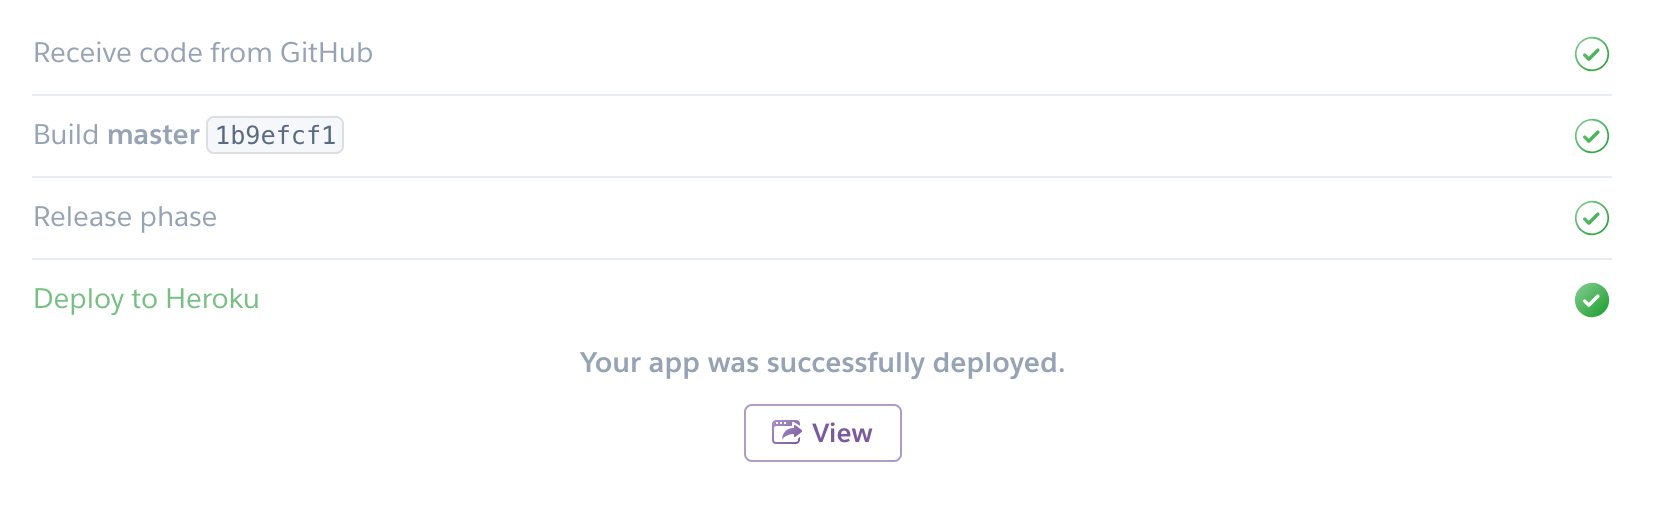 Receive code from GitHub
Build master 1b9efcf1
Release phase
Deploy to Heroku
Your app was successfully deployed.
View